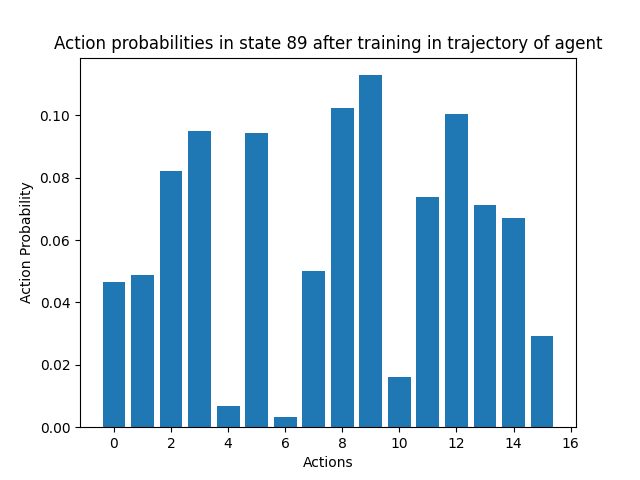 Action probabilities in state 89 after training in trajectory of agent
Action Probability
0.10
0.08
0.06
0.04
0.02
0.00
0 2 4 6 8 10 12 14 16
Actions